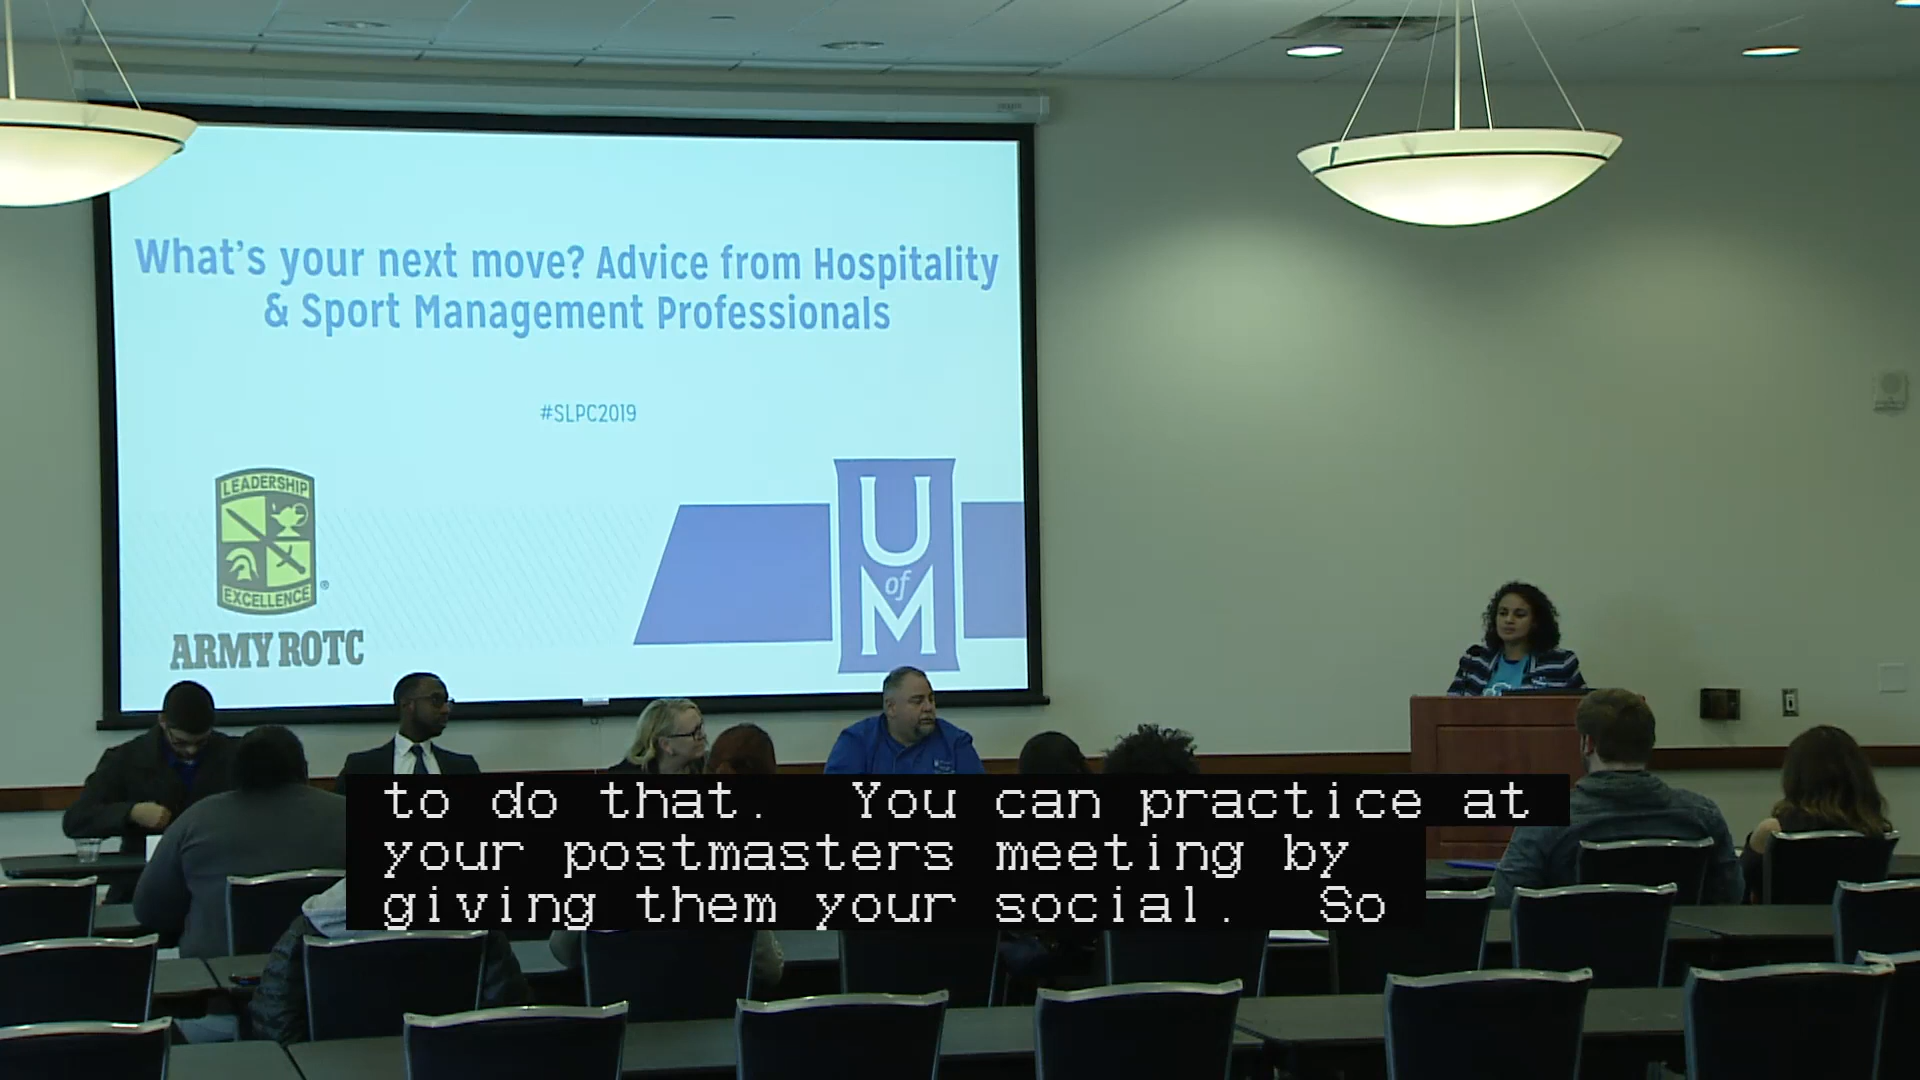 What's your next move? Advice from Hospitality
& Sport Management Professionals
#SLPC2019
LEADERSHIP
EXCELLENCE
®
ARMY ROTC
U
of
M
to do that.  You can practice at
your postmasters meeting by
giving them your social.  So